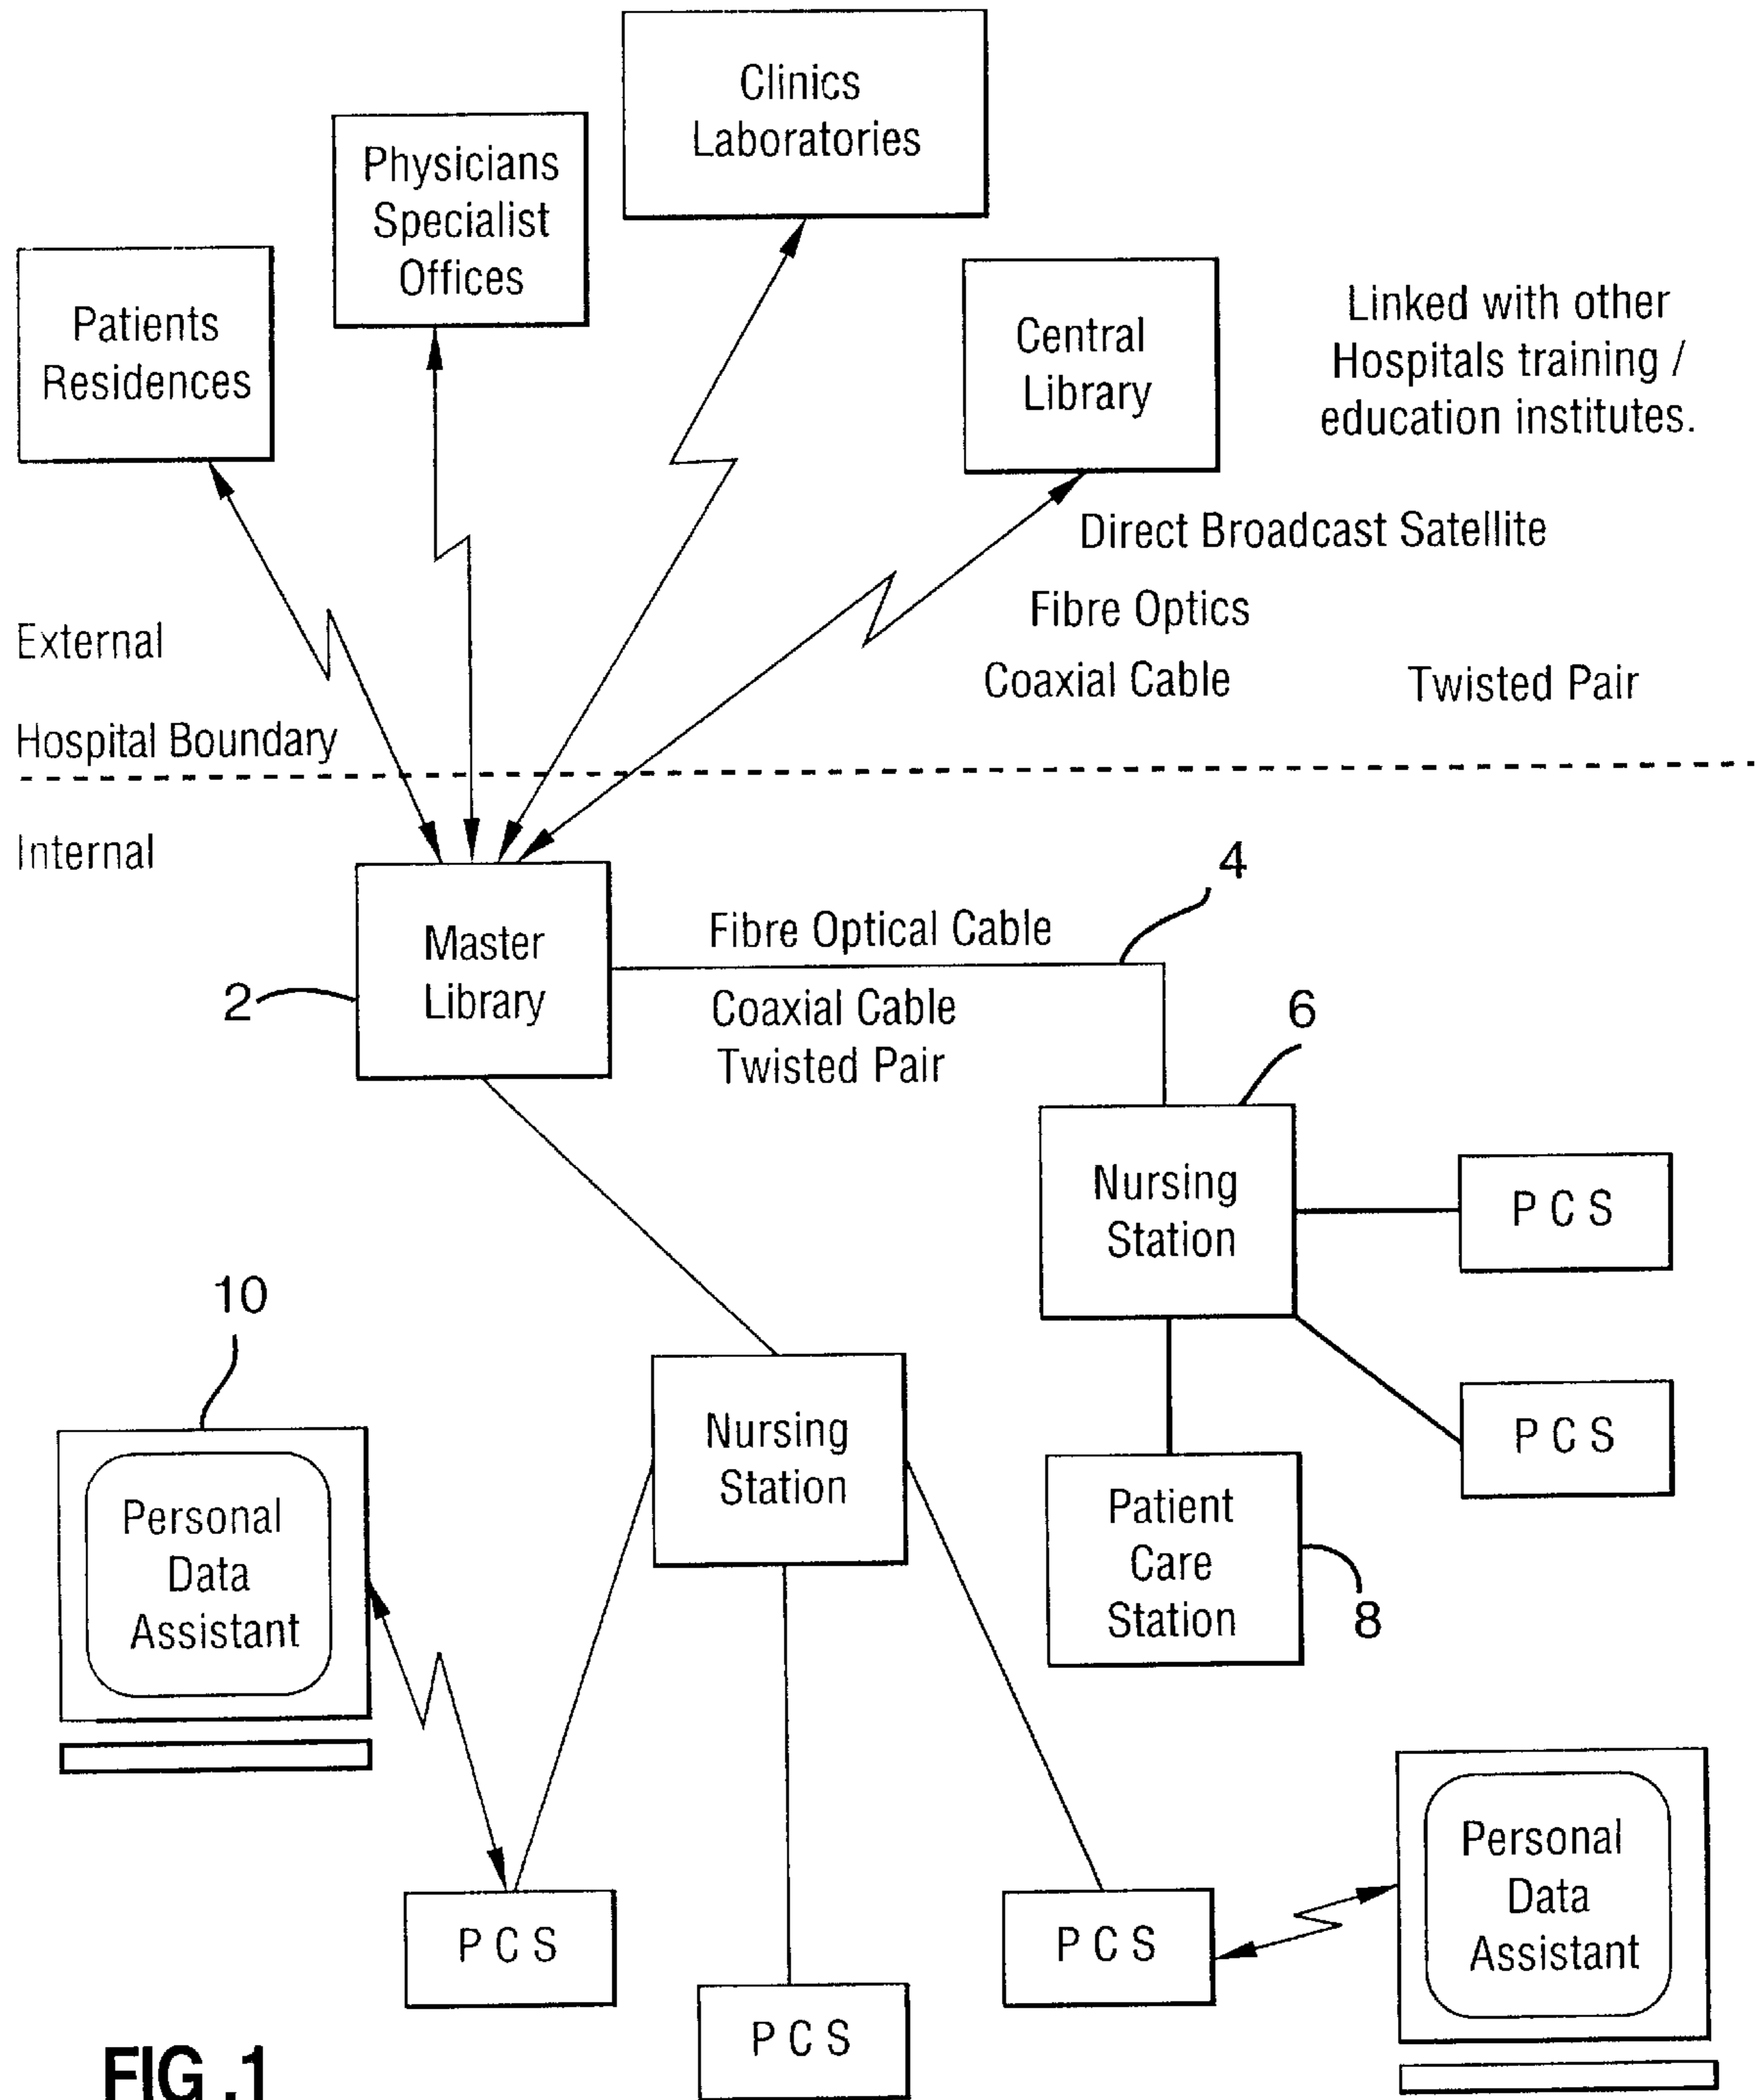 Clinics
Laboratories
Physicians
Specialist
Offices
Patients
Residences
Central
Library
Linked with other
Hospitals training /
education institutes.
Direct Broadcast Satellite
Fibre Optics
Coaxial Cable
Twisted Pair
External
Hospital Boundary
Internal
4
Master
Library
2
Fibre Optical Cable
Coaxial Cable
Twisted Pair
6
Nursing
Station
P C S
P C S
10
Nursing
Station
Personal
Data
Assistant
Patient
Care
Station
8
P C S
P C S
P C S
Personal
Data
Assistant
FIG .1